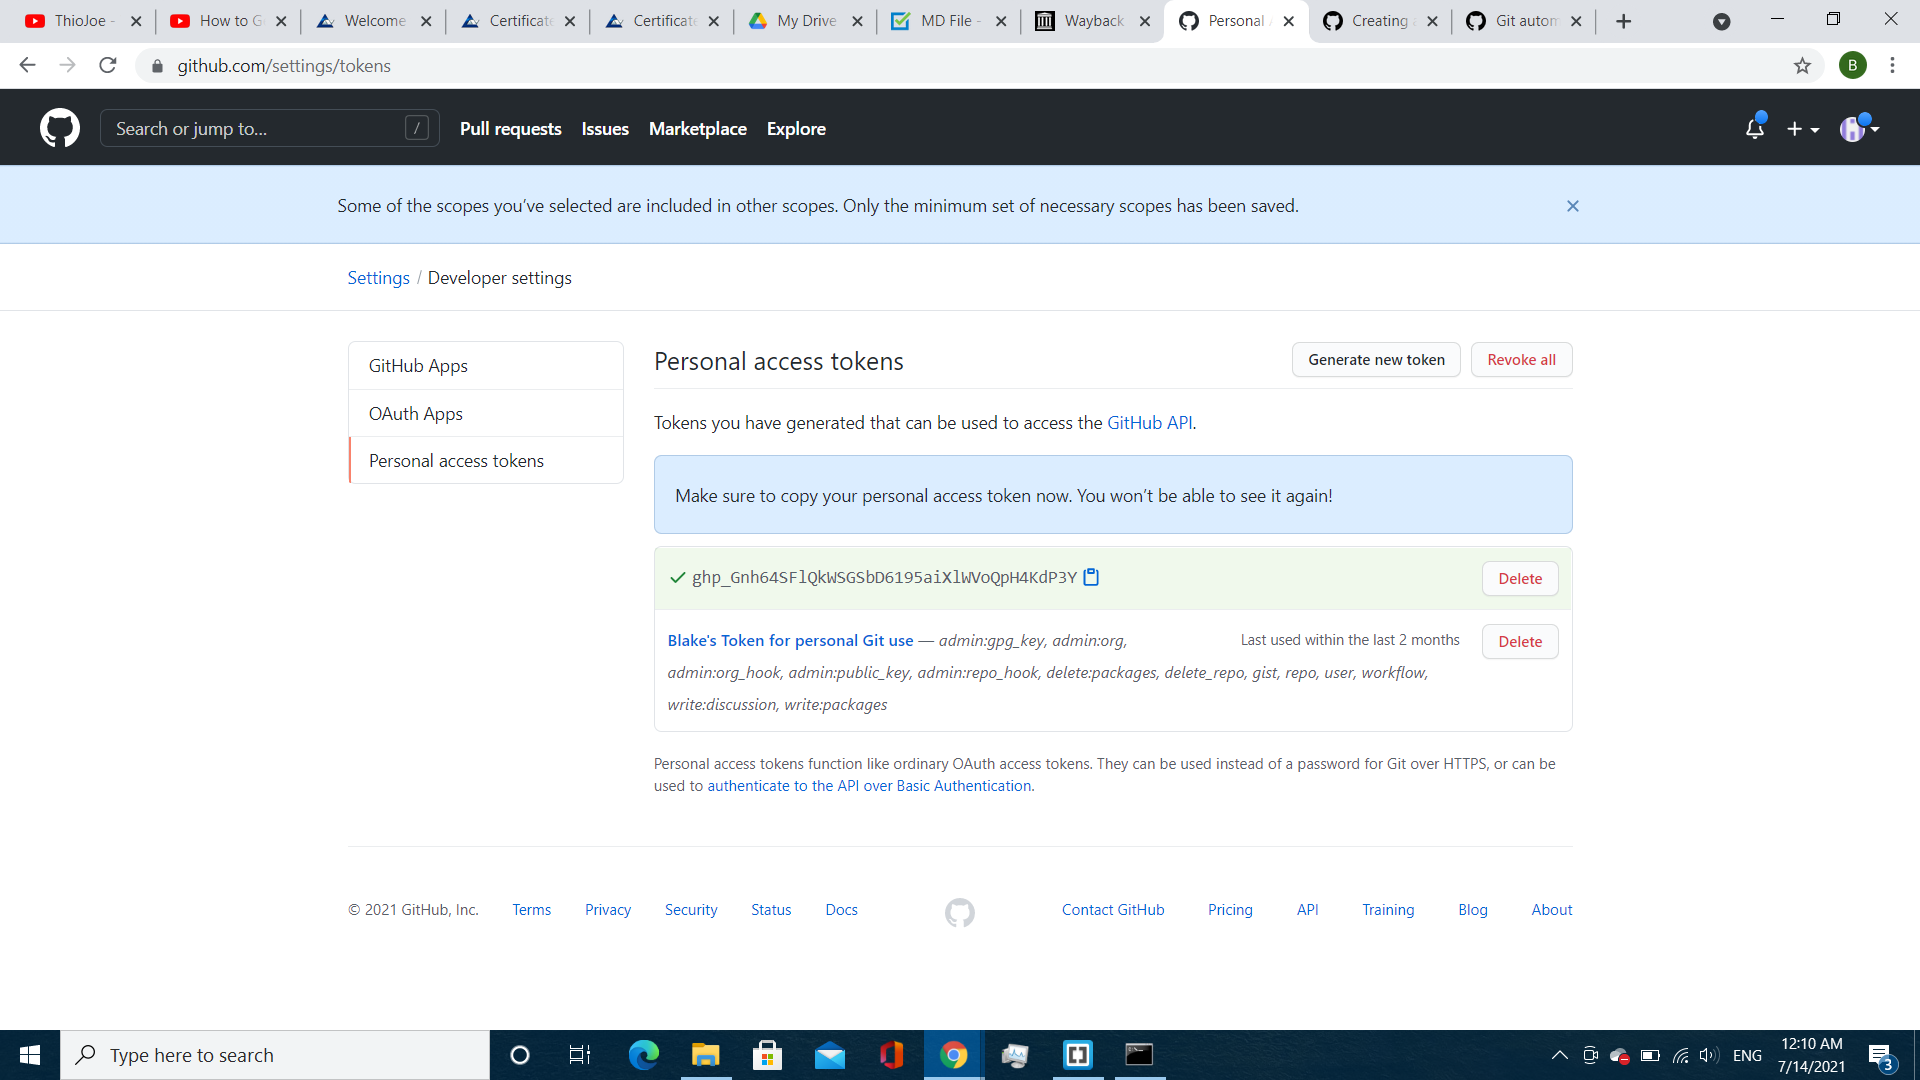 ThioJoe -
How to G
Welcome
Certificat
Certificat
My Drive
MD File -
Wayback
Personal
Creating
Git autom
github.com/settings/tokens
B
Search or jump to...
/
Pull requests
Issues
Marketplace
Explore
Some of the scopes you’ve selected are included in other scopes. Only the minimum set of necessary scopes has been saved.
Settings / Developer settings
GitHub Apps
OAuth Apps
Personal access tokens
Personal access tokens
Generate new token
Revoke all
Tokens you have generated that can be used to access the GitHub API.
Make sure to copy your personal access token now. You won’t be able to see it again!
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
Delete
Blake's Token for personal Git use — admin:gpg_key, admin:org,
Last used within the last 2 months
Delete
admin:org_hook, admin:public_key, admin:repo_hook, delete:packages, delete_repo, gist, repo, user, workflow,
write:discussion, write:packages
Personal access tokens function like ordinary OAuth access tokens. They can be used instead of a password for Git over HTTPS, or can be
used to authenticate to the API over Basic Authentication.
© 2021 GitHub, Inc.
Terms
Privacy
Security
Status
Docs
Contact GitHub
Pricing
API
Training
Blog
About
Type here to search
ENG
12:10 AM
7/14/2021
3